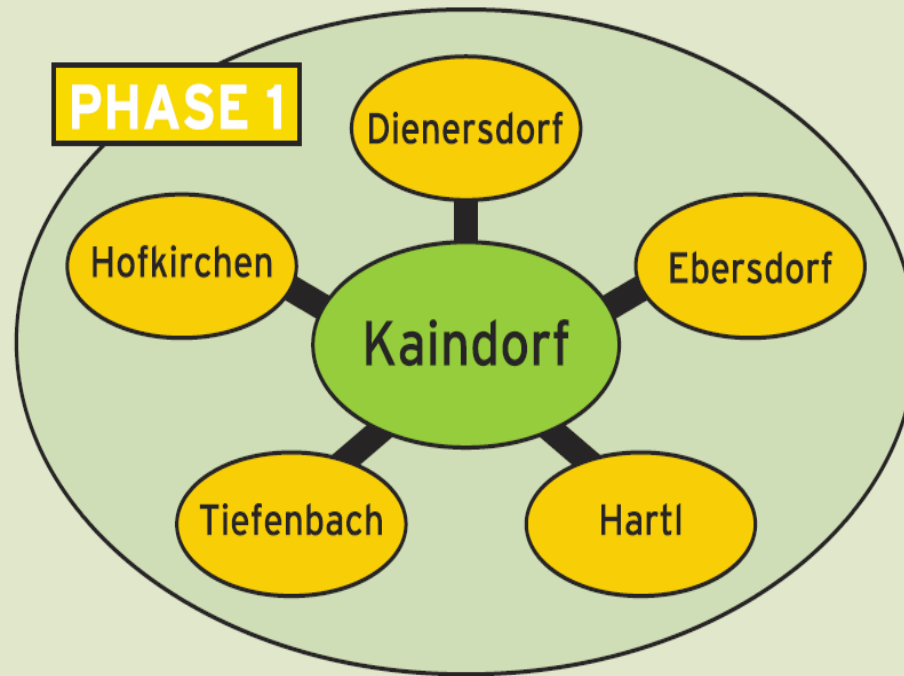 PHASE 1
Dienersdorf
Hofkirchen
Ebersdorf
Kaindorf
Tiefenbach
Hartl